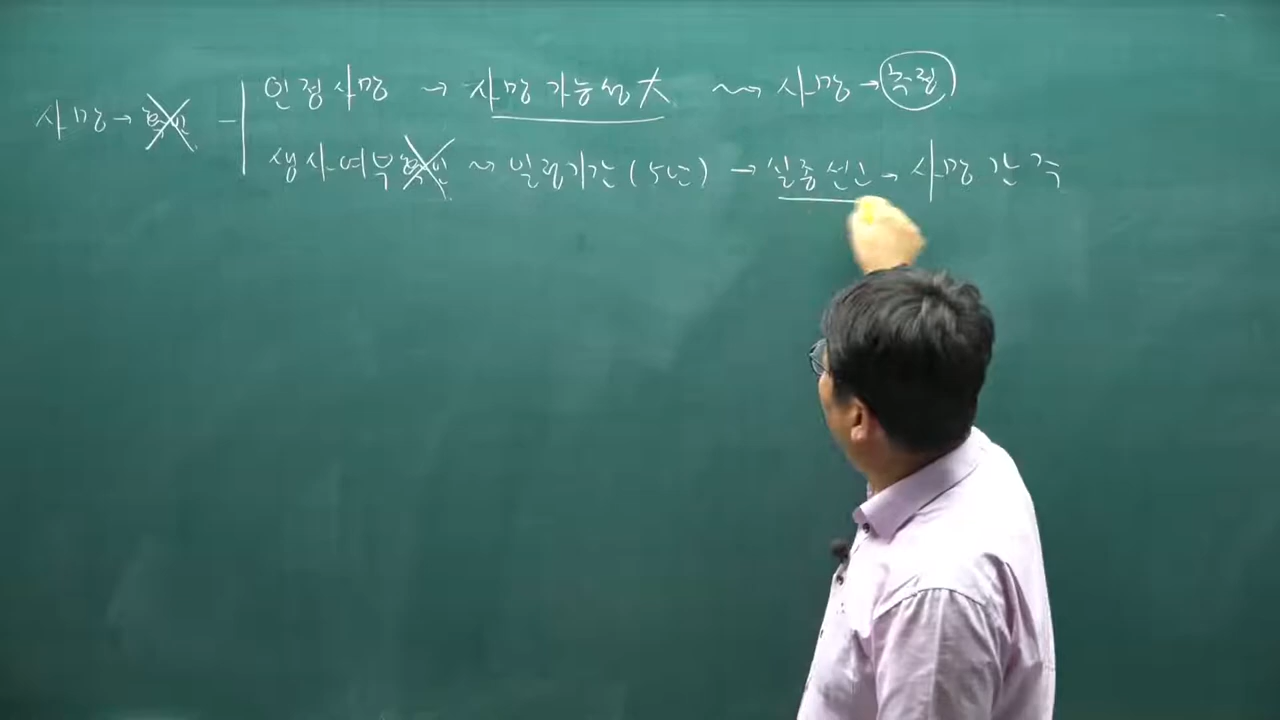 사망 → 확인
인정사망 → 사망 가능성 大 ⇝ 사망 → 추정
생사여부 확인 ~ 일정기간 (5년) → 실종선고 → 사망 간주